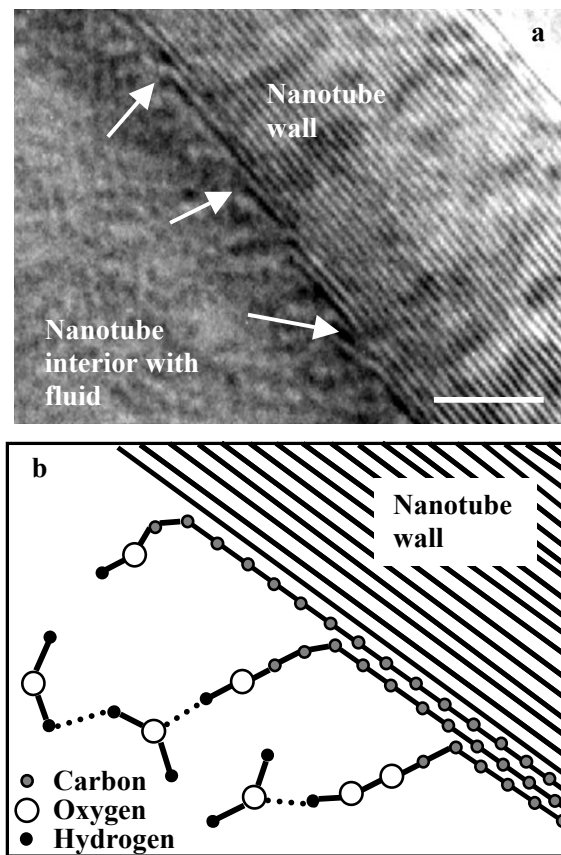 a
Nanotube
wall
Nanotube
interior with
fluid
b
Nanotube
wall
Carbon
Oxygen
Hydrogen